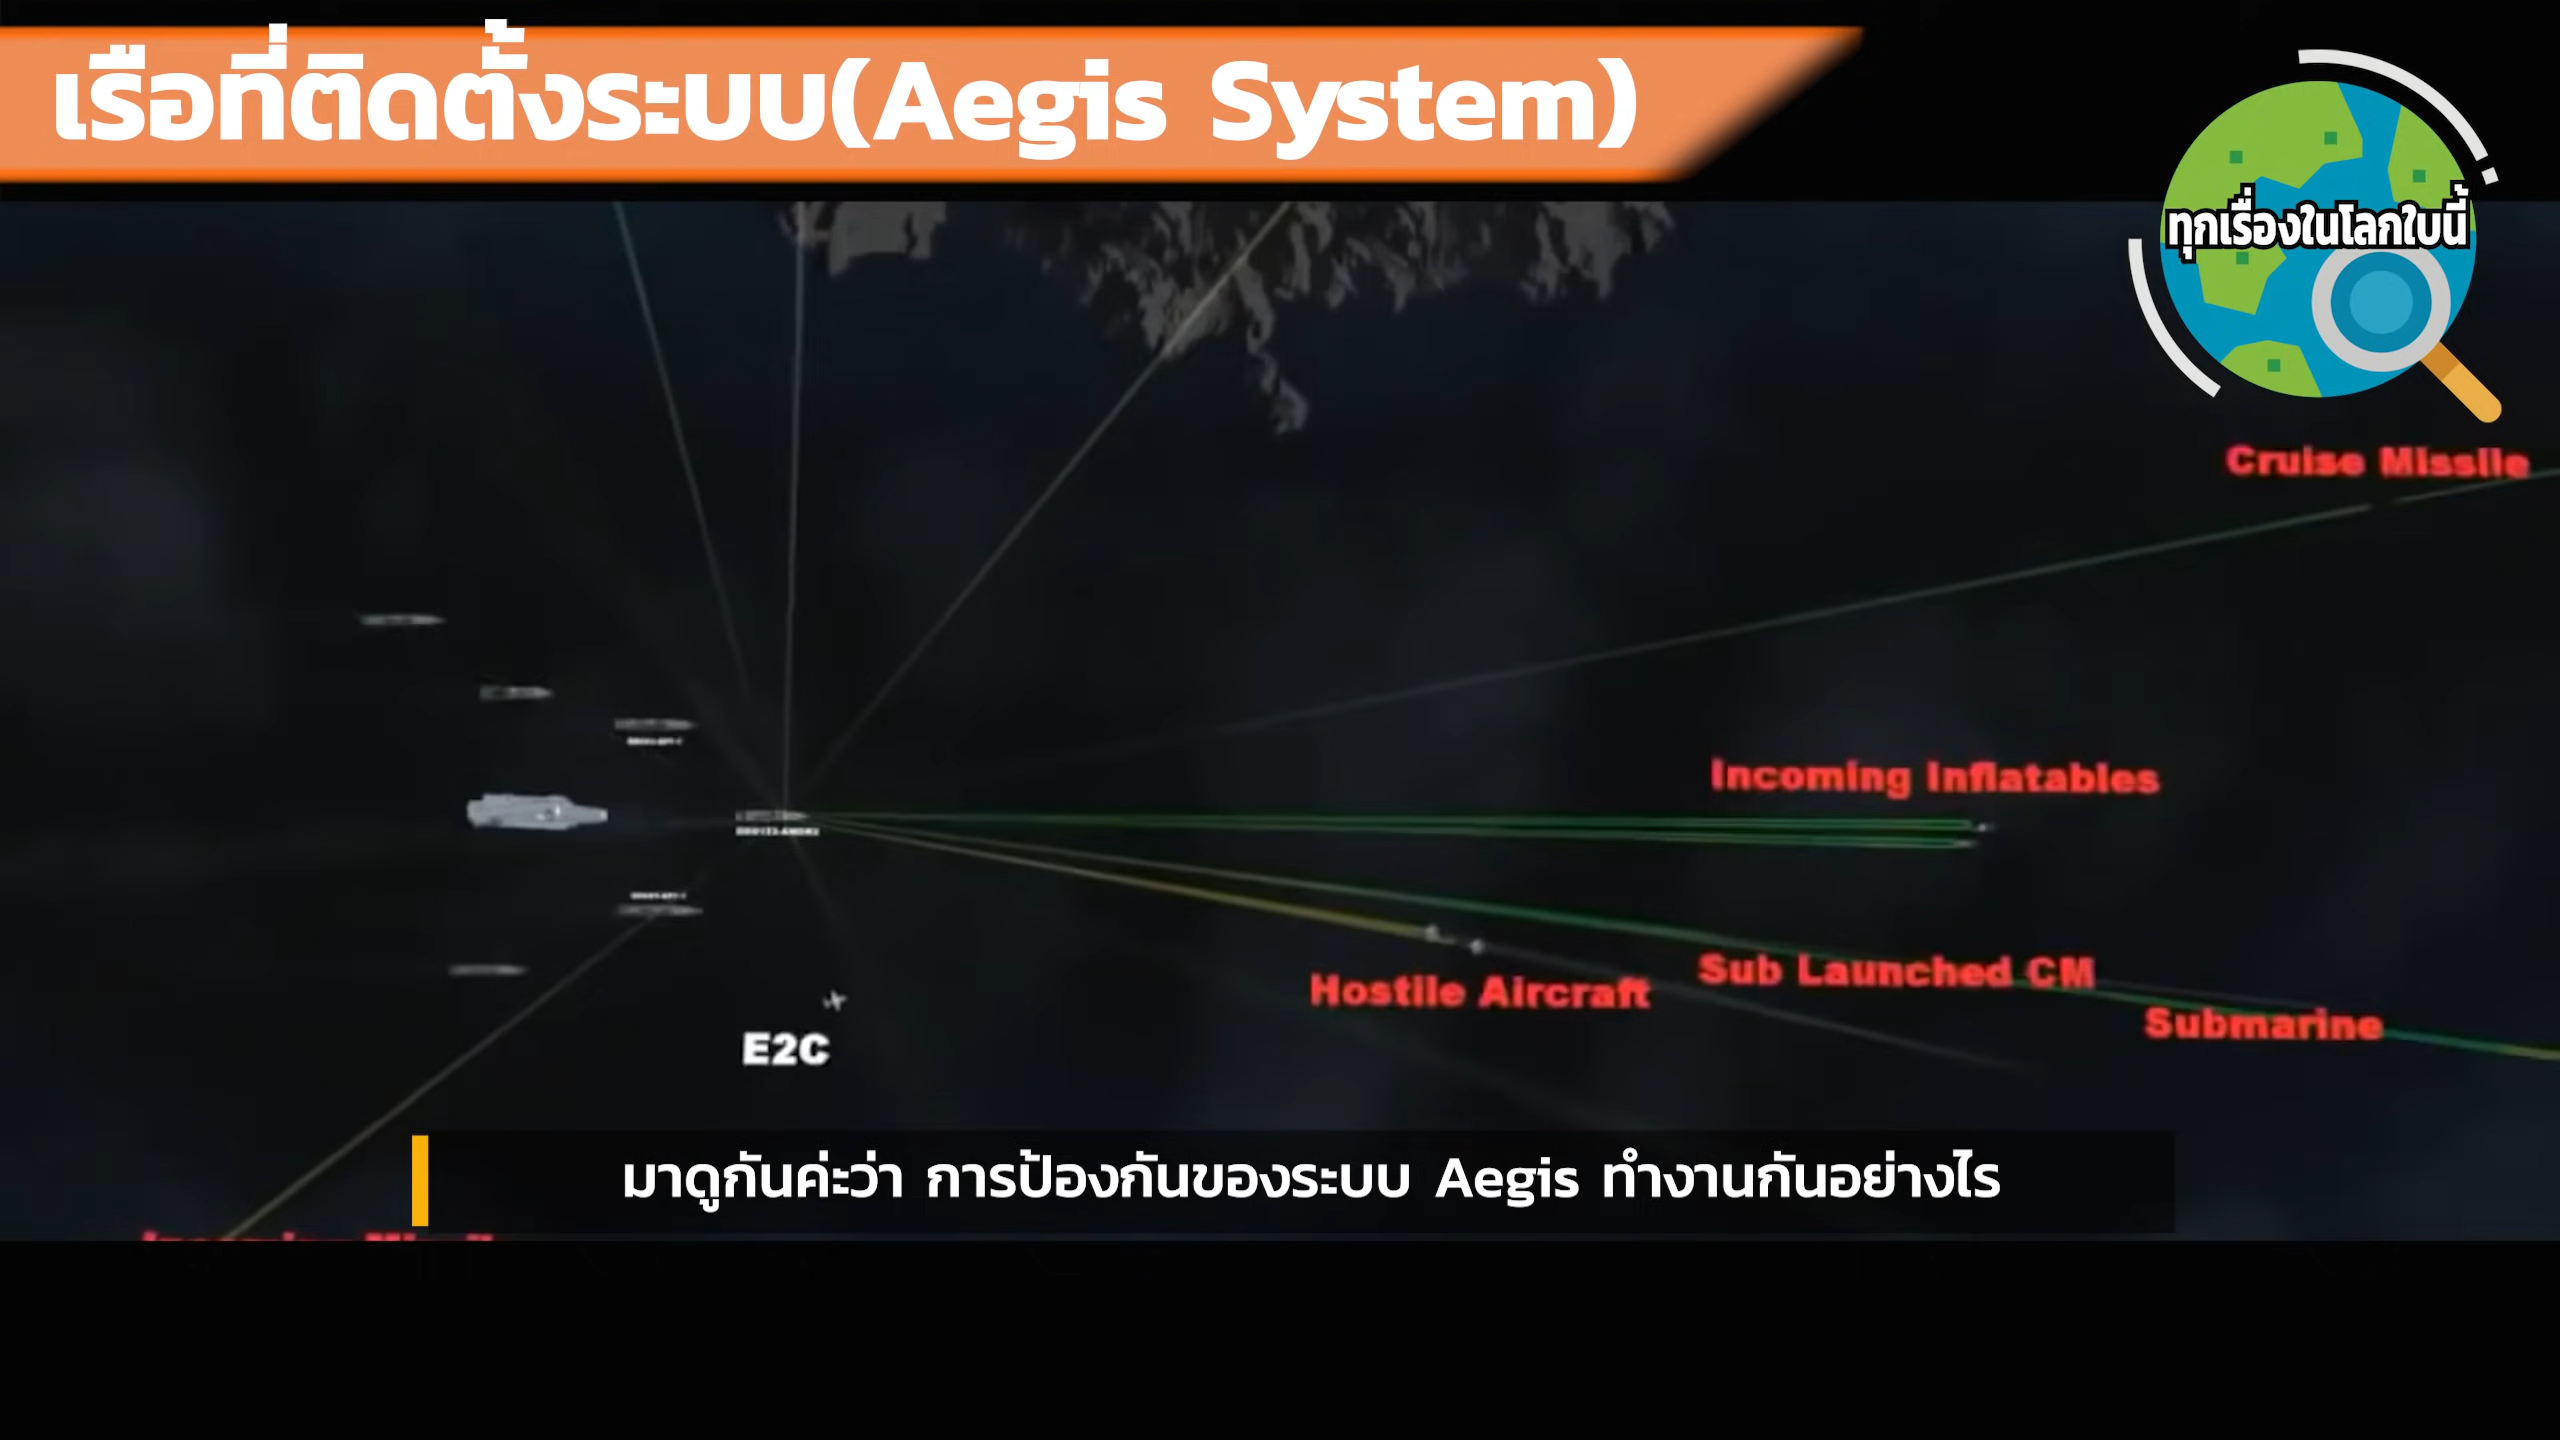 เรือที่ติดตั้งระบบ(Aegis System)
ทุกเรื่องในโลกใบนี้
Cruise Missile
Incoming Inflatables
Hostile Aircraft
Sub Launched CM
Submarine
E2C
มาดูกันค่ะว่า การป้องกันของระบบ Aegis ทำงานกันอย่างไร